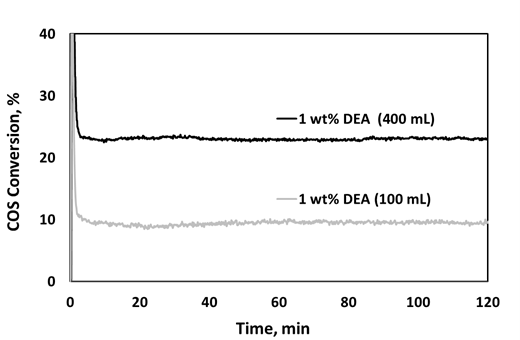 COS Conversion, %
40
30
20
10
0
1 wt% DEA (400 mL)
1 wt% DEA (100 mL)
0 20 40 60 80 100 120
Time, min